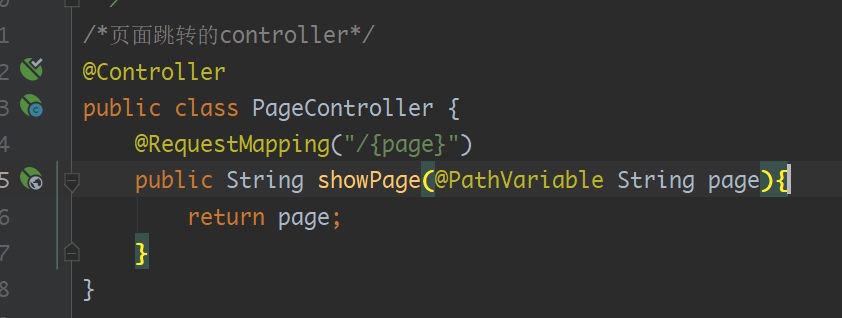 /
/*页面跳转的controller*/
1
@Controller
2
public class PageController {
3
@RequestMapping("/{page}")
4
public String showPage(@PathVariable String page){
5
return page;
6
}
7
}
8